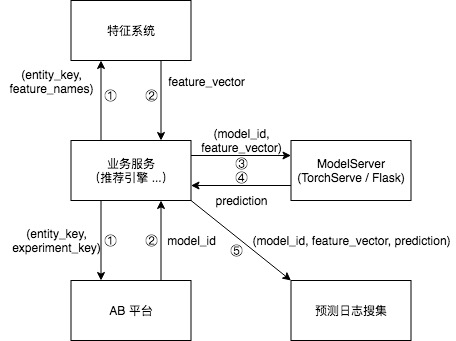 特征系统
(entity_key,
feature_names)
①
②
feature_vector
业务服务
（推荐引擎 ...）
(model_id,
feature_vector)
③
④
prediction
ModelServer
(TorchServe / Flask)
(entity_key,
experiment_key)
①
②
model_id
⑤
(model_id, feature_vector, prediction)
AB 平台
预测日志搜集